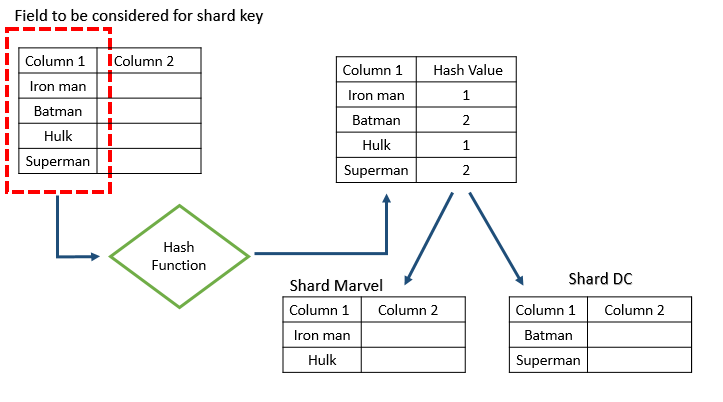 Field to be considered for shard key
Column 1 Column 2
Iron man
Batman
Hulk
Superman
Hash
Function
Column 1 Hash Value
Iron man 1
Batman 2
Hulk 1
Superman 2
Shard Marvel
Column 1 Column 2
Iron man
Hulk
Shard DC
Column 1 Column 2
Batman
Superman